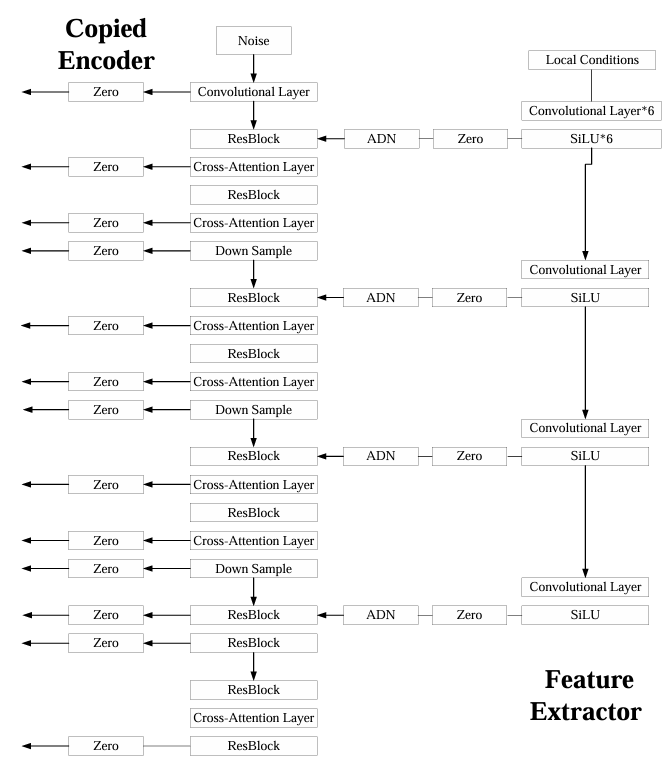 Copied
Encoder
Noise
Local Conditions
Zero Convolutional Layer
Convolutional Layer*6
ResBlock ADN Zero SiLU*6
Zero Cross-Attention Layer
ResBlock
Zero Cross-Attention Layer
Zero Down Sample
Convolutional Layer
ResBlock ADN Zero SiLU
Zero Cross-Attention Layer
ResBlock
Zero Cross-Attention Layer
Zero Down Sample
Convolutional Layer
ResBlock ADN Zero SiLU
Zero Cross-Attention Layer
ResBlock
Zero Cross-Attention Layer
Zero Down Sample
Convolutional Layer
Zero ResBlock ADN Zero SiLU
Zero ResBlock
ResBlock
Cross-Attention Layer
Zero ResBlock
Feature
Extractor